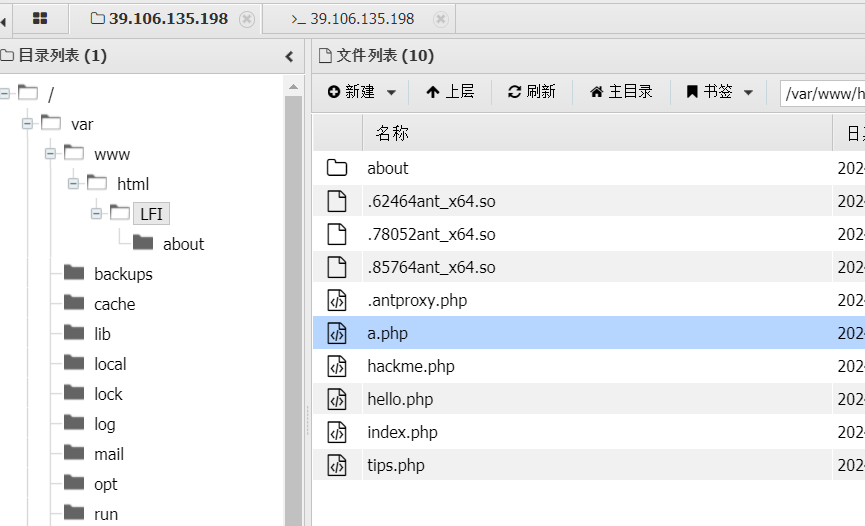 39.106.135.198
39.106.135.198
目录列表 (1)
/
var
www
html
LFI
about
backups
cache
lib
local
lock
log
mail
opt
run
文件列表 (10)
新建 上层 刷新 主目录 书签 /var/www/h
名称
about 202
.62464ant_x64.so 202
.78052ant_x64.so 202
.85764ant_x64.so 202
.antproxy.php 202
a.php 202
hackme.php 202
hello.php 202
index.php 202
tips.php 202